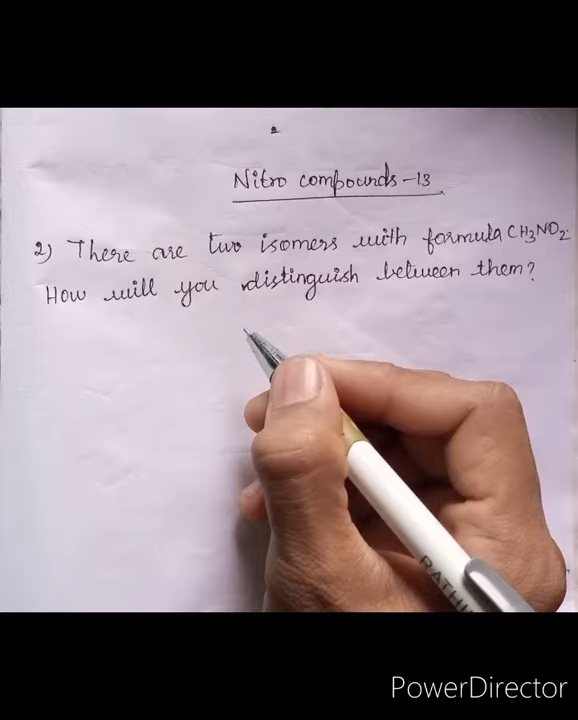 Nitro compounds-13
2) There are two isomers with formula CH3NO2.
How will you distinguish between them?
PowerDirector